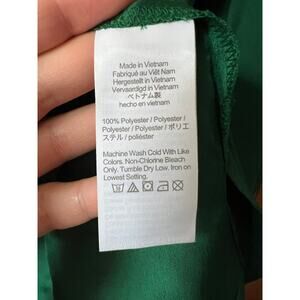 Made in Vietnam
Fabriqué au Viêt Nam
Hergestellt in Vietnam
Vervaardigd in Vietnam
ベトナム製
hecho en vietnam
100% Polyester / Polyester /
Polyester / Polyester / ポリエ
ステル / poliéster
Machine Wash Cold With Like
Colors. Non-Chlorine Bleach
Only. Tumble Dry Low. Iron on
Lowest Setting.